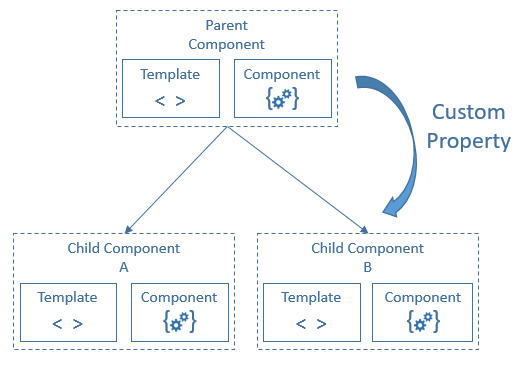 Parent
Component
Template
Component
< >
{ }
Custom
Property
Child Component
A
Template
Component
< >
{ }
Child Component
B
Template
Component
< >
{ }